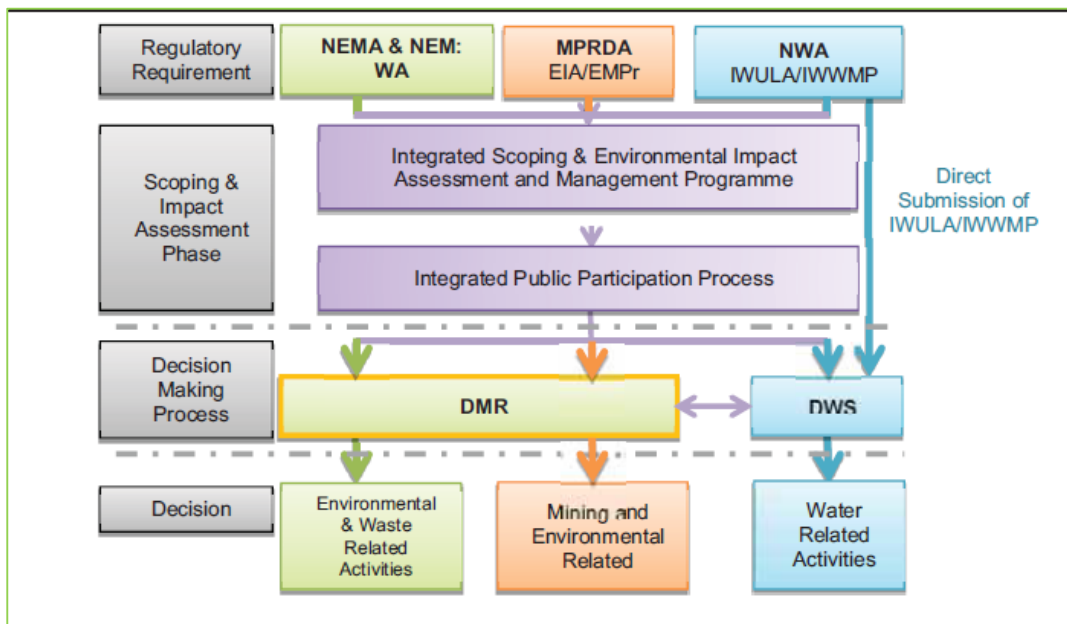 Regulatory
Requirement
NEMA & NEM:
WA
MPRDA
EIA/EMPr
NWA
IWULA/IWWMP
Scoping &
Impact
Assessment
Phase
Integrated Scoping & Environmental Impact
Assessment and Management Programme
Direct
Submission of
IWULA/IWWMP
Integrated Public Participation Process
Decision
Making
Process
DMR
DWS
Decision
Environmental
& Waste
Related
Activities
Mining and
Environmental
Related
Water
Related
Activities